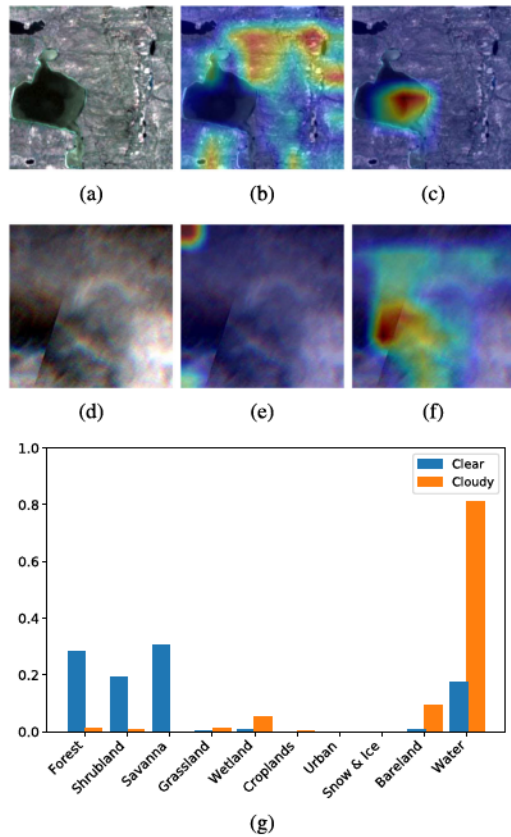 (a) (b) (c)
(d) (e) (f)
1.0
0.8
0.6
0.4
0.2
0.0
Clear
Cloudy
Forest
Shrubland
Savanna
Grassland
Wetland
Croplands
Urban
Snow & Ice
Bareland
Water
(g)